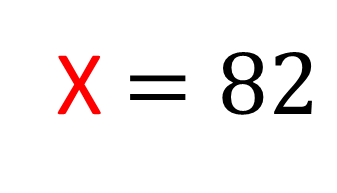 X = 82